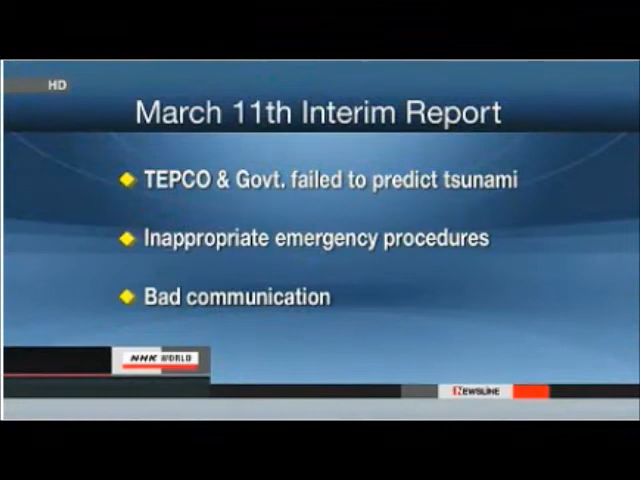 HD
March 11th Interim Report
TEPCO & Govt. failed to predict tsunami
Inappropriate emergency procedures
Bad communication
NHK WORLD
NEWSLINE